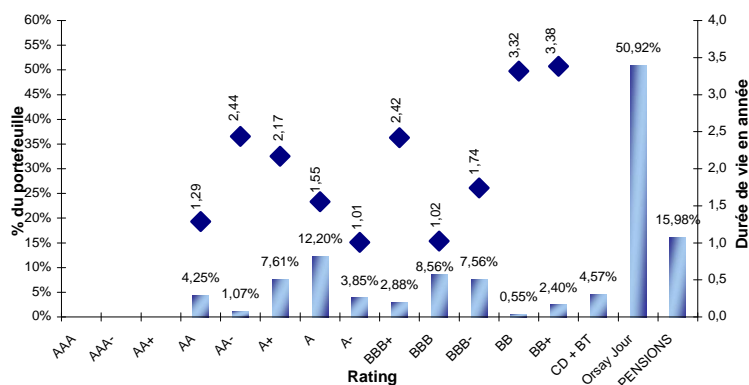 60%
55%
50%
45%
40%
35%
30%
25%
20%
15%
10%
5%
0%
% du portefeuille
4,0
3,5
3,0
2,5
2,0
1,5
1,0
0,5
0,0
Durée de vie en année
1,29
2,44
2,17
1,55
1,01
2,42
1,02
1,74
3,32
3,38
4,25%
1,07%
7,61%
12,20%
3,85%
2,88%
8,56%
7,56%
0,55%
2,40%
4,57%
50,92%
15,98%
AAA
AAA-
AA+
AA
AA-
A+
A
A-
BBB+
BBB
BBB-
BB
BB+
CD + BT
Orsay Jour
PENSIONS
Rating